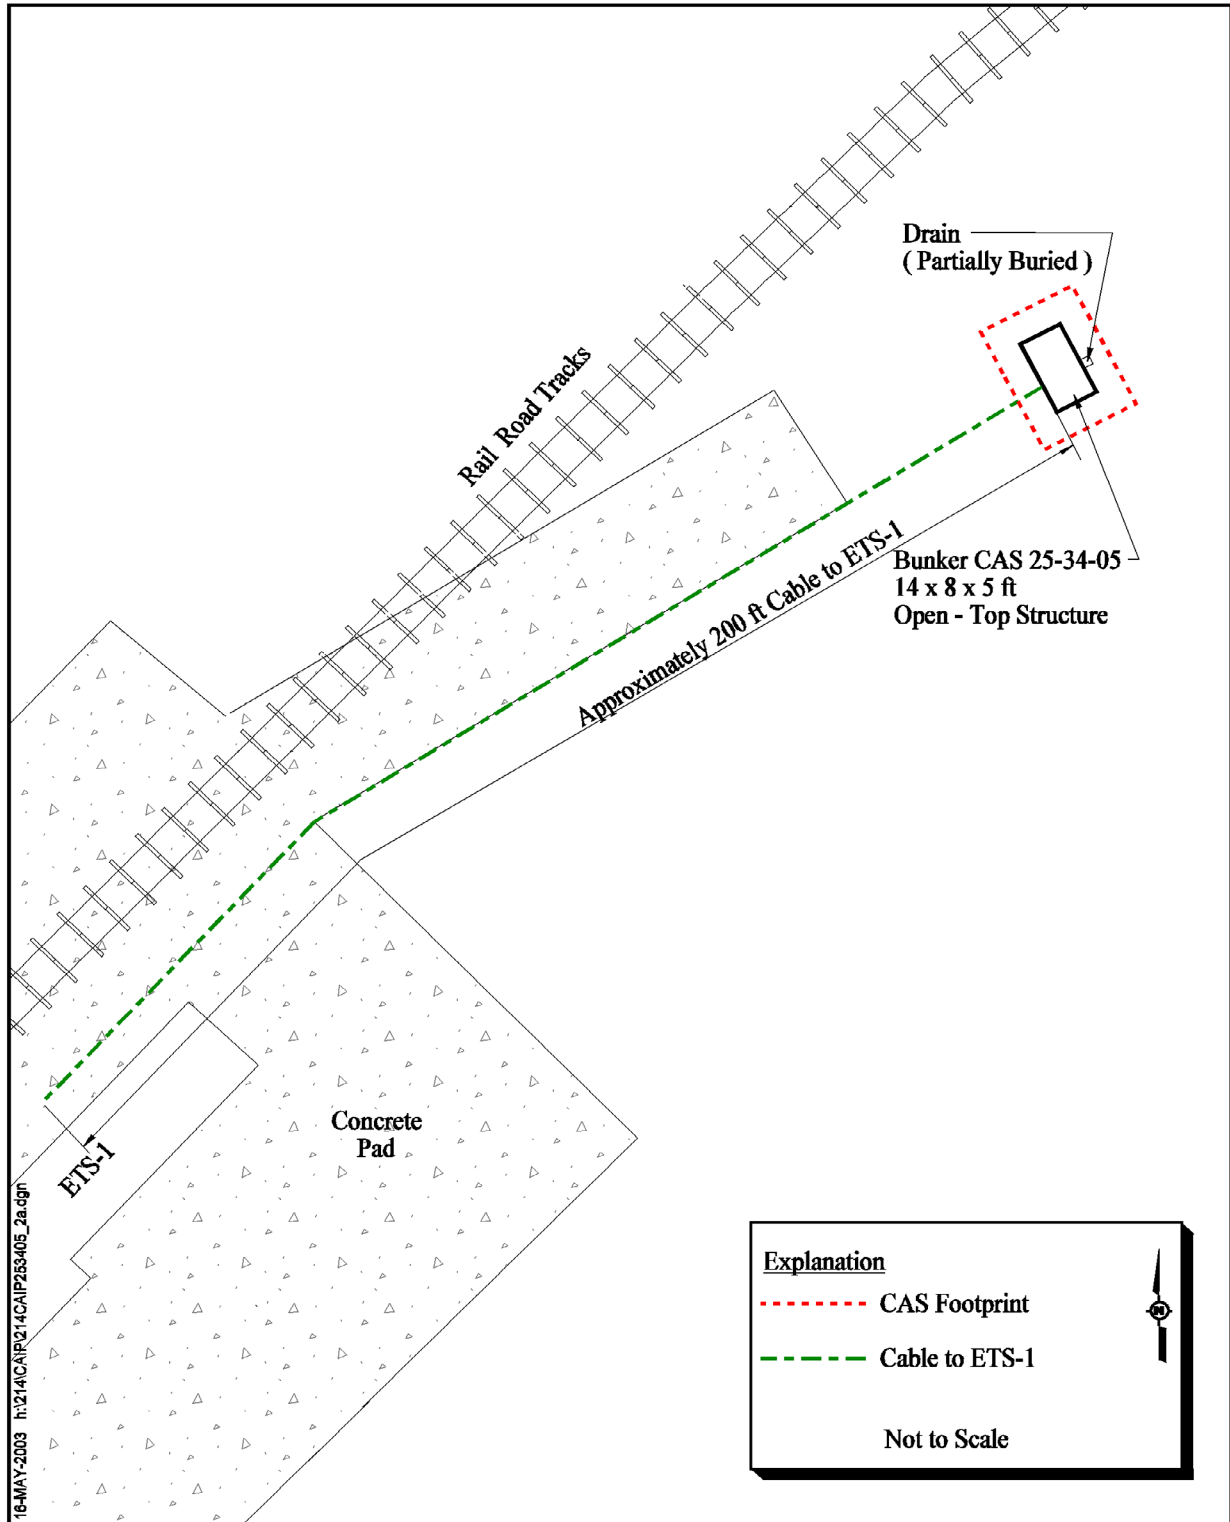 Drain
( Partially Buried )
Rail Road Tracks
Approximately 200 ft Cable to ETS-1
Bunker CAS 25-34-05
14 x 8 x 5 ft
Open - Top Structure
Concrete
Pad
ETS-1
Explanation
CAS Footprint
Cable to ETS-1
N
Not to Scale
16-MAY-2003 h:\214\CAIP\214CAIP253405_2a.dgn